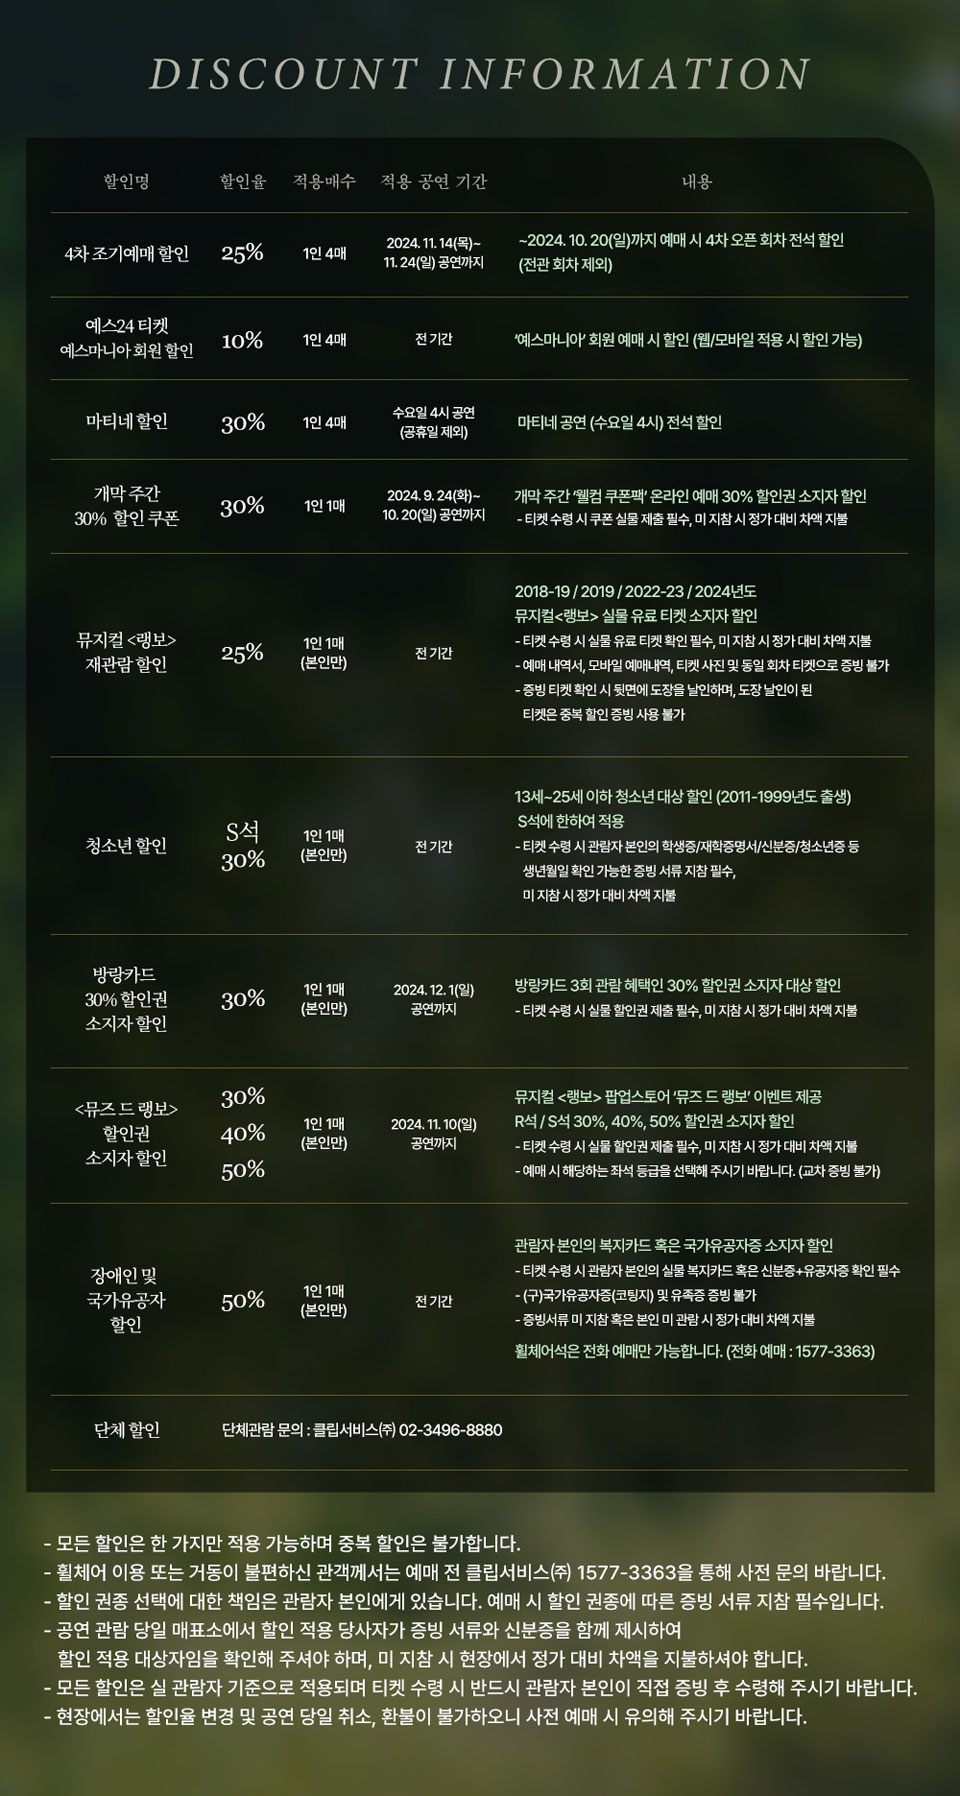 DISCOUNT INFORMATION
할인명 할인율 적용매수 적용 공연 기간 내용
4차 조기예매 할인 25% 1인 4매
2024. 11. 14(목)~
11. 24(일) 공연까지
~2024. 10. 20(일)까지 예매 시 4차 오픈 회차 전석 할인
(전관 회차 제외)
예스24 티켓
예스마니아 회원 할인
10% 1인 4매 전 기간 ‘예스마니아’ 회원 예매 시 할인 (웹/모바일 적용 시 할인 가능)
마티네 할인 30% 1인 4매
수요일 4시 공연
(공휴일 제외)
마티네 공연 (수요일 4시) 전석 할인
개막 주간
30% 할인 쿠폰
30% 1인 1매
2024. 9. 24(화)~
10. 20(일) 공연까지
개막 주간 ‘웰컴 쿠폰팩’ 온라인 예매 30% 할인권 소지자 할인
- 티켓 수령 시 쿠폰 실물 제출 필수, 미 지참 시 정가 대비 차액 지불
뮤지컬 <랭보>
재관람 할인
25%
1인 1매
(본인만)
전 기간
2018-19 / 2019 / 2022-23 / 2024년도
뮤지컬<랭보> 실물 유료 티켓 소지자 할인
- 티켓 수령 시 실물 유료 티켓 확인 필수, 미 지참 시 정가 대비 차액 지불
- 예매 내역서, 모바일 예매내역, 티켓 사진 및 동일 회차 티켓으로 증빙 불가
- 증빙 티켓 확인 시 뒷면에 도장을 날인하며, 도장 날인이 된
티켓은 중복 할인 증빙 사용 불가
청소년 할인
S석
30%
1인 1매
(본인만)
전 기간
13세~25세 이하 청소년 대상 할인 (2011-1999년도 출생)
S석에 한하여 적용
- 티켓 수령 시 관람자 본인의 학생증/재학증명서/신분증/청소년증 등
생년월일 확인 가능한 증빙 서류 지참 필수,
미 지참 시 정가 대비 차액 지불
방랑카드
30% 할인권
소지자 할인
30%
1인 1매
(본인만)
2024. 12. 1(일)
공연까지
방랑카드 3회 관람 혜택인 30% 할인권 소지자 대상 할인
- 티켓 수령 시 실물 할인권 제출 필수, 미 지참 시 정가 대비 차액 지불
<뮤즈 드 랭보>
할인권
소지자 할인
30%
40%
50%
1인 1매
(본인만)
2024. 11. 10(일)
공연까지
뮤지컬 <랭보> 팝업스토어 ‘뮤즈 드 랭보’ 이벤트 제공
R석 / S석 30%, 40%, 50% 할인권 소지자 할인
- 티켓 수령 시 실물 할인권 제출 필수, 미 지참 시 정가 대비 차액 지불
- 예매 시 해당하는 좌석 등급을 선택해 주시기 바랍니다. (교차 증빙 불가)
장애인 및
국가유공자
할인
50%
1인 1매
(본인만)
전 기간
관람자 본인의 복지카드 혹은 국가유공자증 소지자 할인
- 티켓 수령 시 관람자 본인의 실물 복지카드 혹은 신분증+유공자증 확인 필수
- (구)국가유공자증(코팅지) 및 유족증 증빙 불가
- 증빙서류 미 지참 혹은 본인 미 관람 시 정가 대비 차액 지불
휠체어석은 전화 예매만 가능합니다. (전화 예매 : 1577-3363)
단체 할인 단체관람 문의 : 클립서비스㈜ 02-3496-8880
- 모든 할인은 한 가지만 적용 가능하며 중복 할인은 불가합니다.
- 휠체어 이용 또는 거동이 불편하신 관객께서는 예매 전 클립서비스㈜ 1577-3363을 통해 사전 문의 바랍니다.
- 할인 권종 선택에 대한 책임은 관람자 본인에게 있습니다. 예매 시 할인 권종에 따른 증빙 서류 지참 필수입니다.
- 공연 관람 당일 매표소에서 할인 적용 당사자가 증빙 서류와 신분증을 함께 제시하여
할인 적용 대상자임을 확인해 주셔야 하며, 미 지참 시 현장에서 정가 대비 차액을 지불하셔야 합니다.
- 모든 할인은 실 관람자 기준으로 적용되며 티켓 수령 시 반드시 관람자 본인이 직접 증빙 후 수령해 주시기 바랍니다.
- 현장에서는 할인율 변경 및 공연 당일 취소, 환불이 불가하오니 사전 예매 시 유의해 주시기 바랍니다.